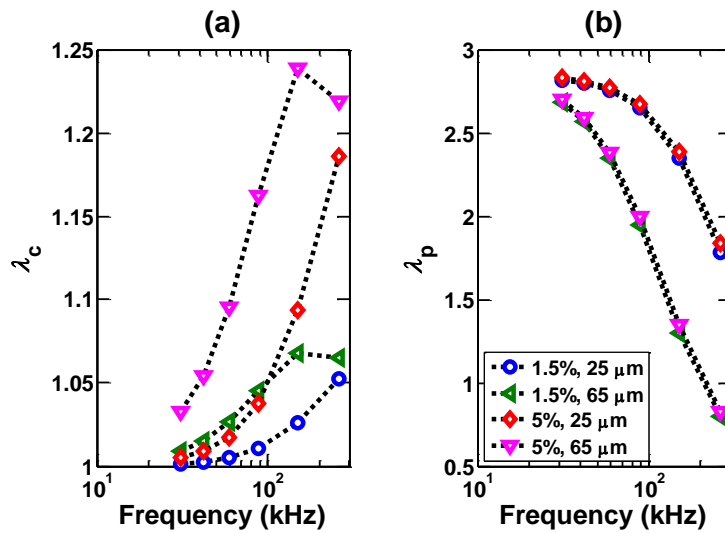 (a)
(b)
1.25
1.2
1.15
1.1
1.05
1
λc
10¹
10²
Frequency (kHz)
3
2.5
2
1.5
1
0.5
λp
10¹
10²
Frequency (kHz)
1.5%, 25 μm
1.5%, 65 μm
5%, 25 μm
5%, 65 μm